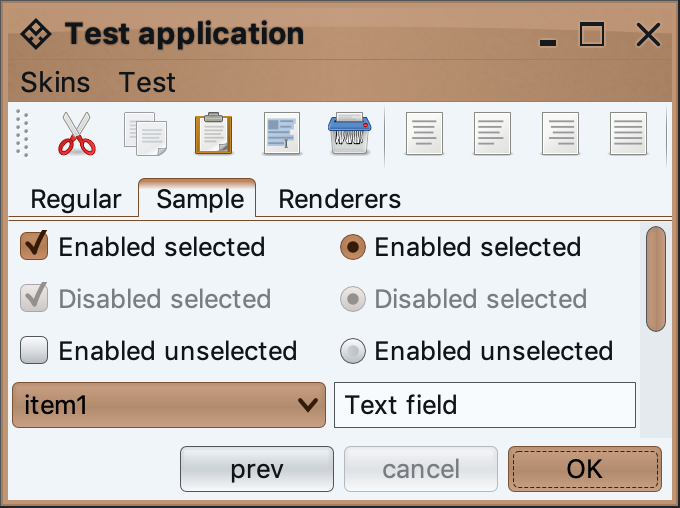 Test application
Skins Test
Regular Sample Renderers
Enabled selected Enabled selected
Disabled selected Disabled selected
Enabled unselected Enabled unselected
item1 Text field
prev cancel OK